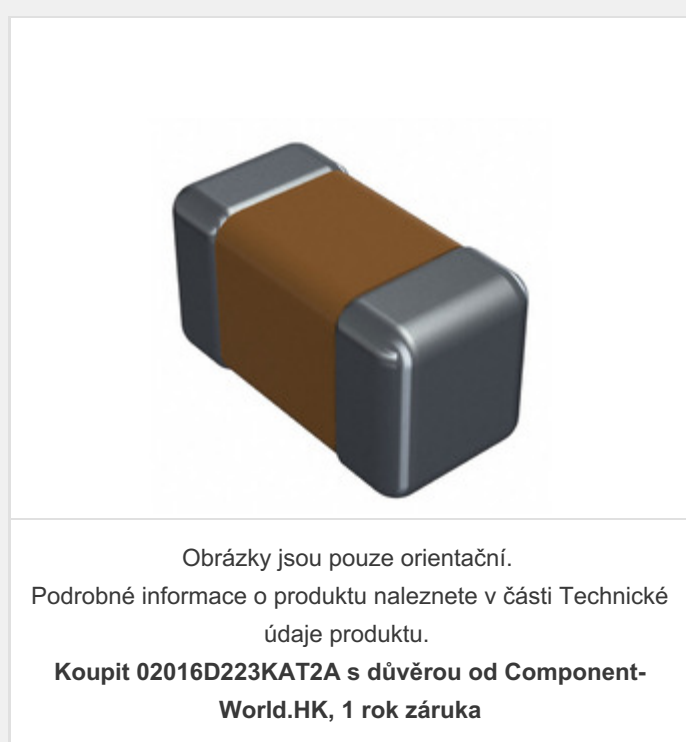 Obrázky jsou pouze orientační.
Podrobné informace o produktu naleznete v části Technické
údaje produktu.
Koupit 02016D223KAT2A s důvěrou od Component-
World.HK, 1 rok záruka